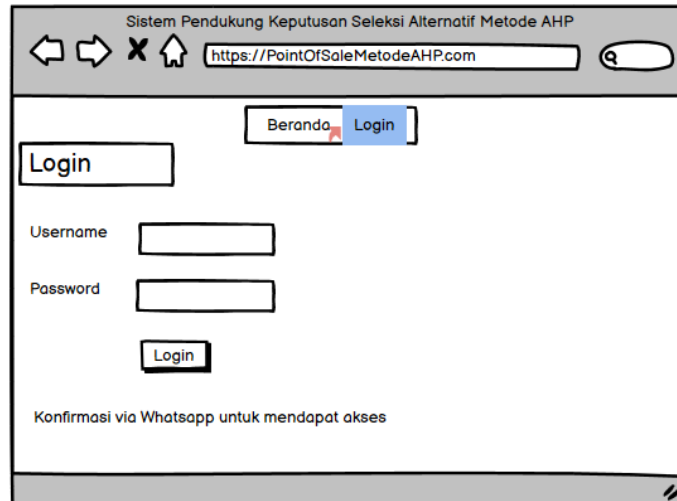 Sistem Pendukung Keputusan Seleksi Alternatif Metode AHP
https://PointOfSaleMetodeAHP.com
Beranda Login
Login
Username
Password
Login
Konfirmasi via Whatsapp untuk mendapat akses